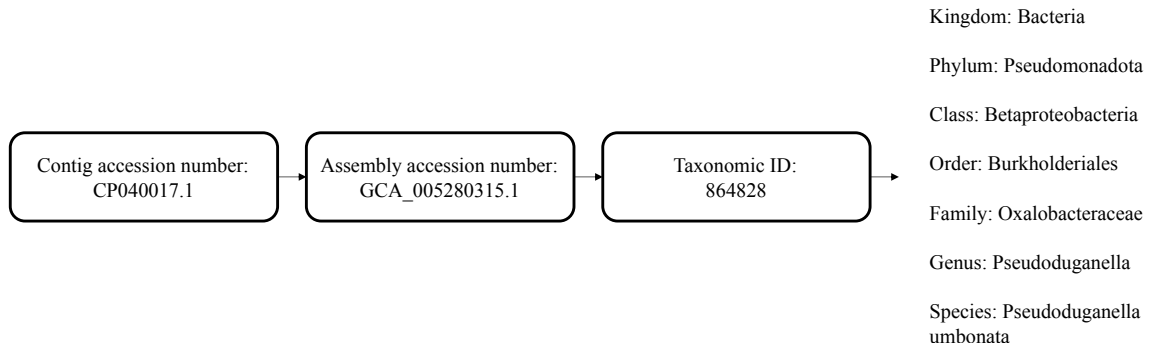 Contig accession number:
CP040017.1
Assembly accession number:
GCA_005280315.1
Taxonomic ID:
864828
Kingdom: Bacteria
Phylum: Pseudomonadota
Class: Betaproteobacteria
Order: Burkholderiales
Family: Oxalobacteraceae
Genus: Pseudoduganella
Species: Pseudoduganella
umbonata